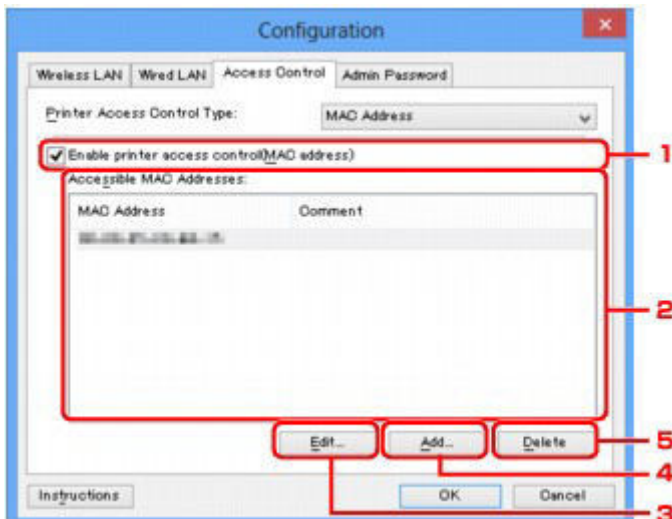 Configuration
Wireless LAN Wired LAN Access Control Admin Password
Printer Access Control Type: MAC Address
Enable printer access control(MAC address) 1
Accessible MAC Addresses:
MAC Address Comment
2
Edit... Add... Delete 5
4
Instructions OK Cancel
3